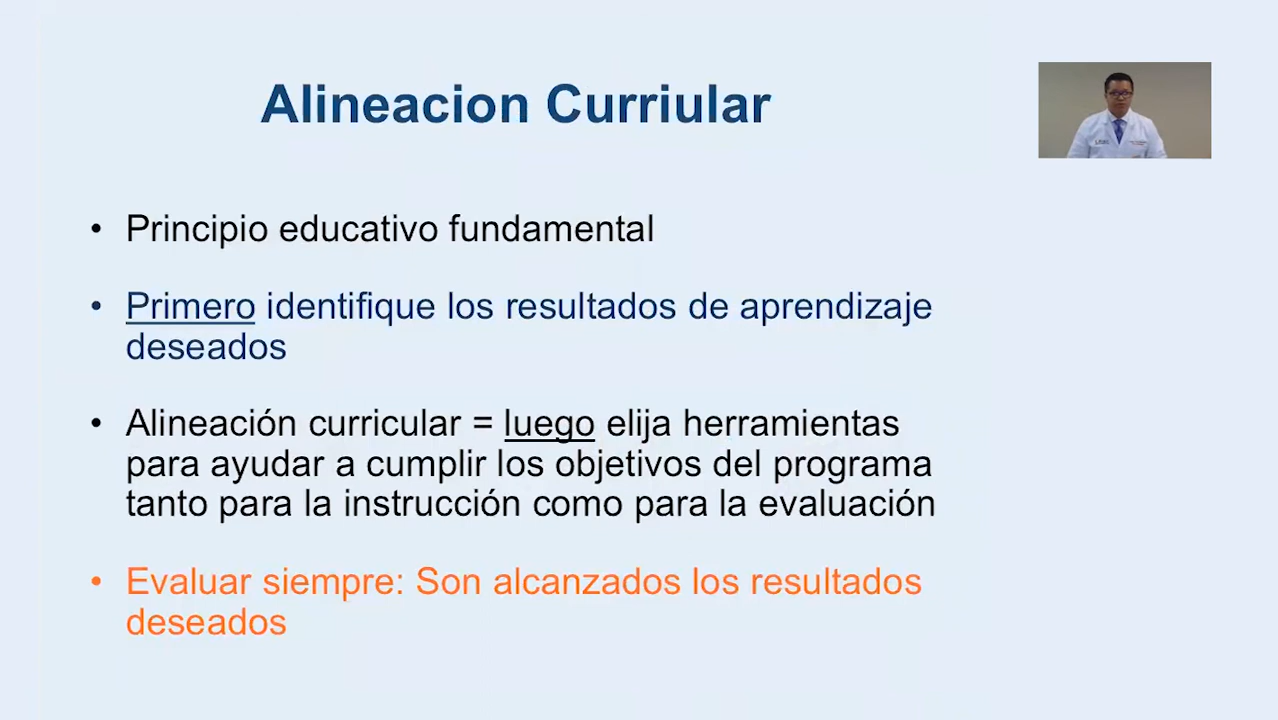 Alineacion Curriular
• Principio educativo fundamental
• Primero identifique los resultados de aprendizaje
deseados
• Alineación curricular = luego elija herramientas
para ayudar a cumplir los objetivos del programa
tanto para la instrucción como para la evaluación
• Evaluar siempre: Son alcanzados los resultados
deseados